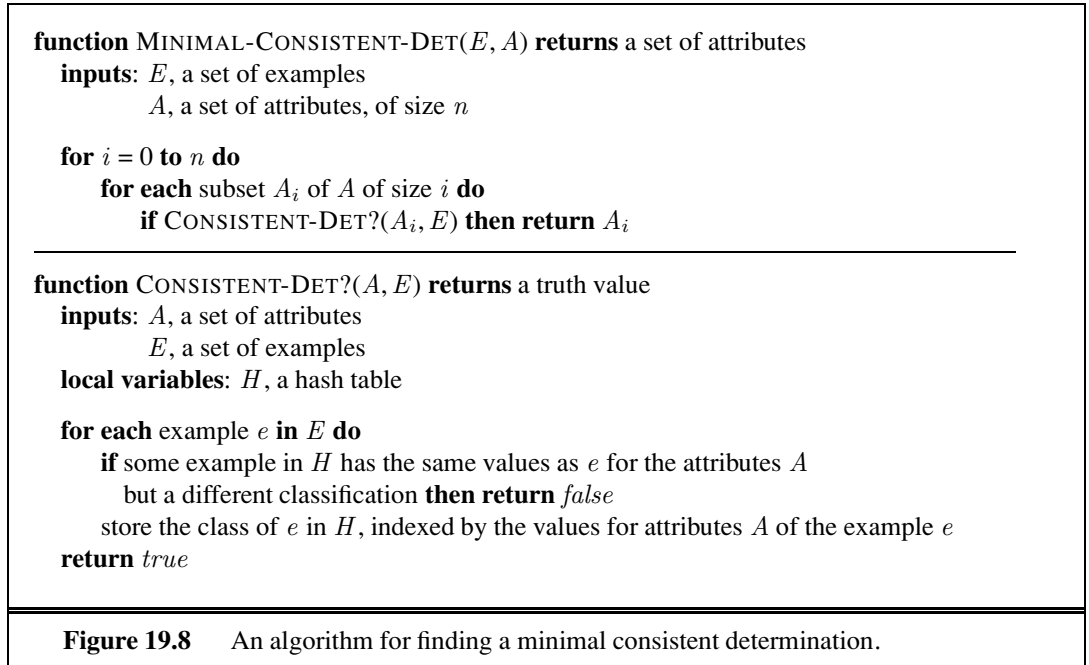 function MINIMAL-CONSISTENT-DET(E, A) returns a set of attributes
inputs: E, a set of examples
A, a set of attributes, of size n
for i = 0 to n do
for each subset Aᵢ of A of size i do
if CONSISTENT-DET?(Aᵢ, E) then return Aᵢ
function CONSISTENT-DET?(A, E) returns a truth value
inputs: A, a set of attributes
E, a set of examples
local variables: H, a hash table
for each example e in E do
if some example in H has the same values as e for the attributes A
but a different classification then return false
store the class of e in H, indexed by the values for attributes A of the example e
return true
Figure 19.8 An algorithm for finding a minimal consistent determination.